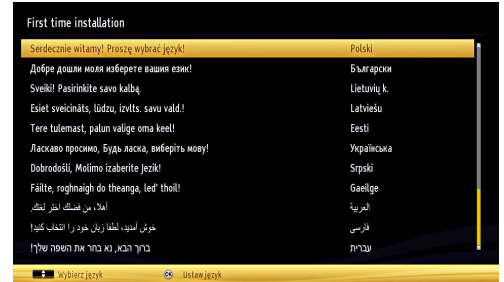 First time installation
Serdecznie witamy! Proszę wybrać język! Polski
Добре дошли моля изберете вашия език! Български
Sveiki! Pasirinkite savo kalbą. Lietuvių k.
Esiet sveicināts, lūdzu, izvlts. savu vald.! Latviešu
Tere tulemast, palun valige oma keel! Eesti
Ласкаво просимо, Будь ласка, виберіть мову! Українська
Dobrodošli, Molimo izaberite Jezik! Srpski
Fáilte, roghnaigh do theanga, led' thoil! Gaeilge
أهلا، من فضلك اختر لغتك. العربية
خوش آمدید، لطفا زبان خود را انتخاب کنید! فارسی
ברוך הבא, נא בחר את השפה שלך! עברית
Wybierz język OK Ustaw język